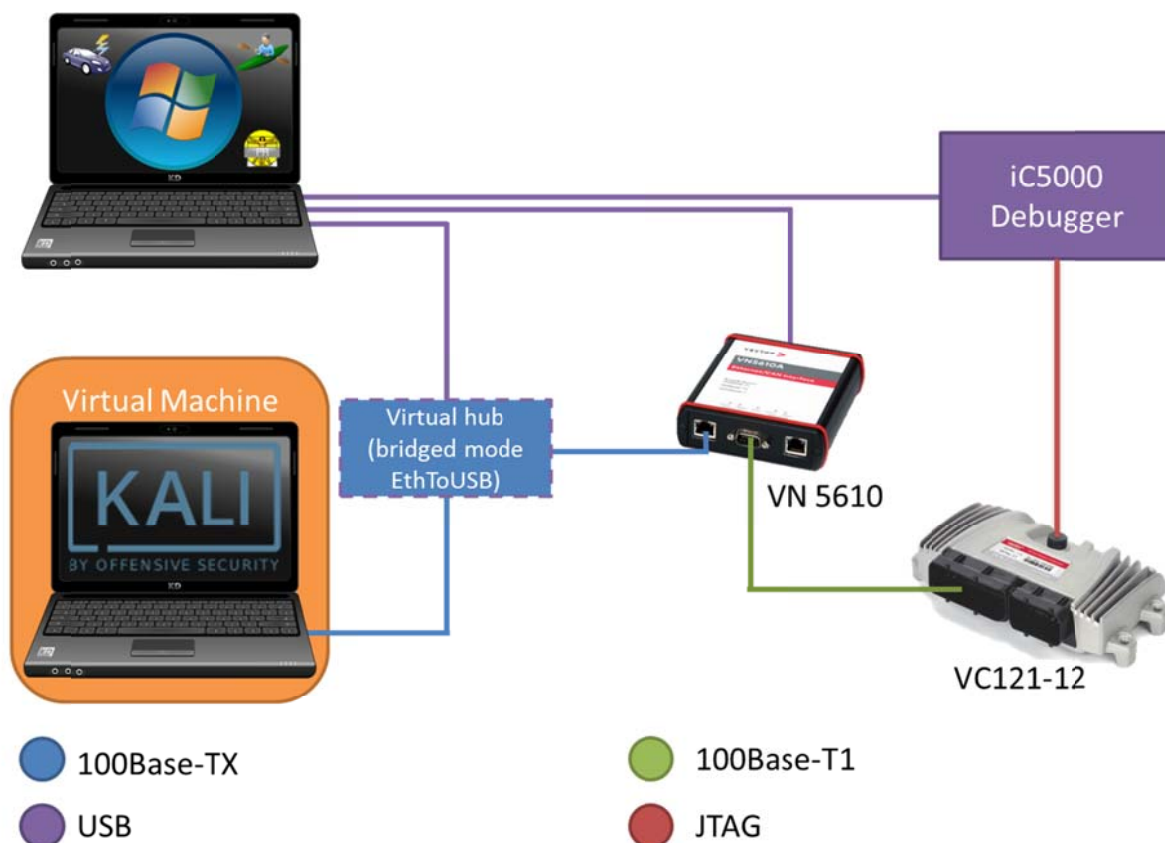 iC5000
Debugger
Virtual Machine
KALI
BY OFFENSIVE SECURITY
Virtual hub
(bridged mode
EthToUSB)
VN5610A
VN 5610
VC121-12
100Base-TX
100Base-T1
USB
JTAG